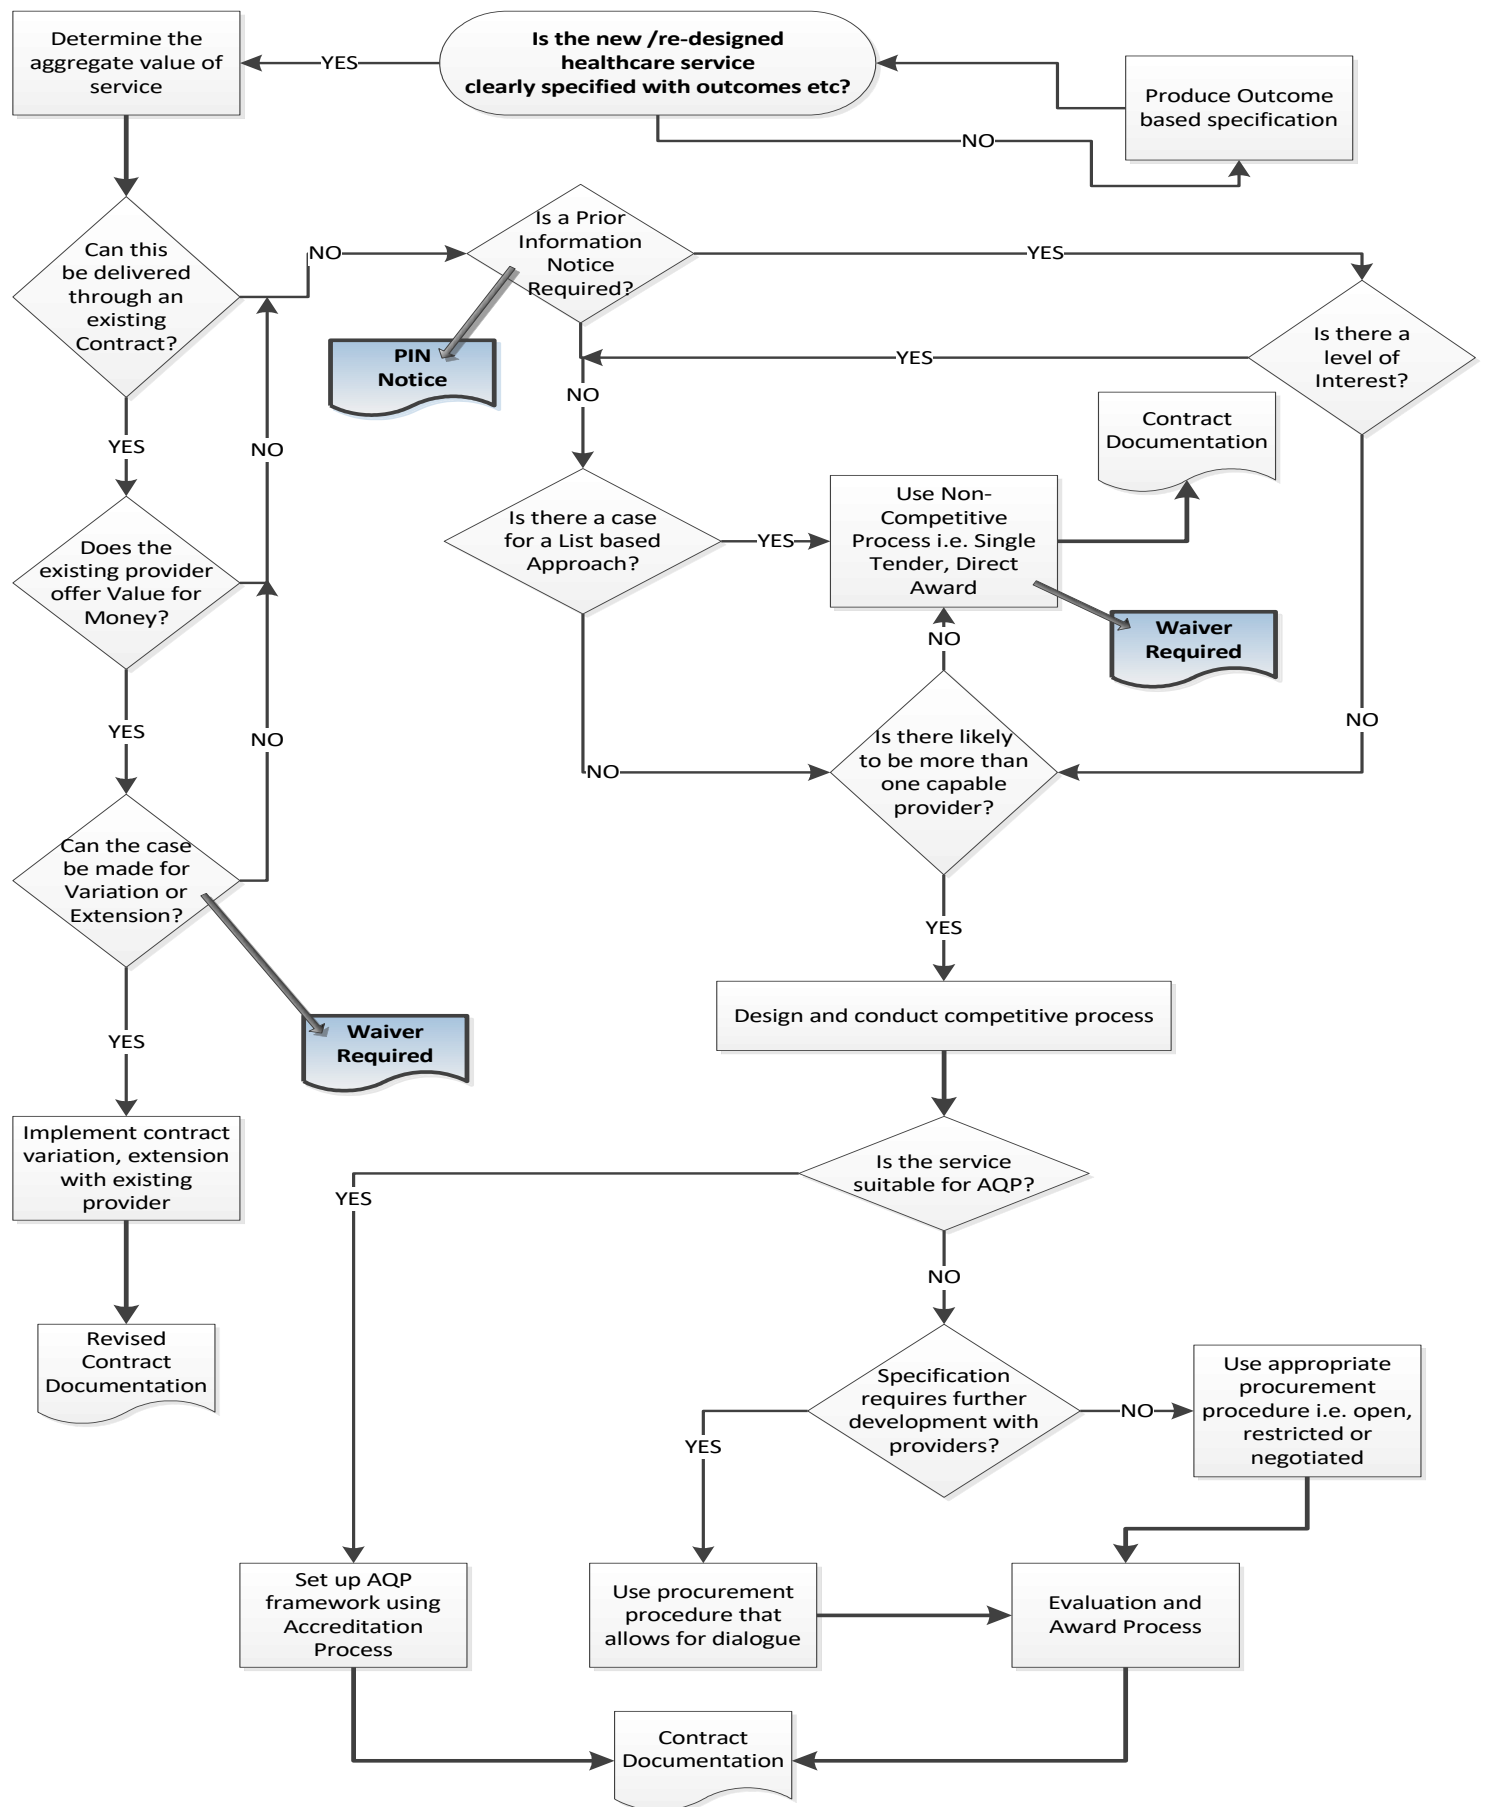 Determine the
aggregate value of
service
YES
Is the new /re-designed
healthcare service
clearly specified with outcomes etc?
Produce Outcome
based specification
NO
Can this
be delivered
through an
existing
Contract?
NO
Is a Prior
Information
Notice
Required?
YES
PIN
Notice
Is there a
level of
Interest?
YES
NO
Contract
Documentation
YES
NO
Does the
existing provider
offer Value for
Money?
Is there a case
for a List based
Approach?
YES
Use Non-
Competitive
Process i.e. Single
Tender, Direct
Award
Waiver
Required
NO
YES
NO
NO
Is there likely
to be more than
one capable
provider?
NO
Can the case
be made for
Variation or
Extension?
YES
Waiver
Required
YES
Design and conduct competitive process
Implement contract
variation, extension
with existing
provider
YES
Is the service
suitable for AQP?
NO
Revised
Contract
Documentation
Specification
requires further
development with
providers?
NO
Use appropriate
procurement
procedure i.e. open,
restricted or
negotiated
YES
Set up AQP
framework using
Accreditation
Process
Use procurement
procedure that
allows for dialogue
Evaluation and
Award Process
Contract
Documentation